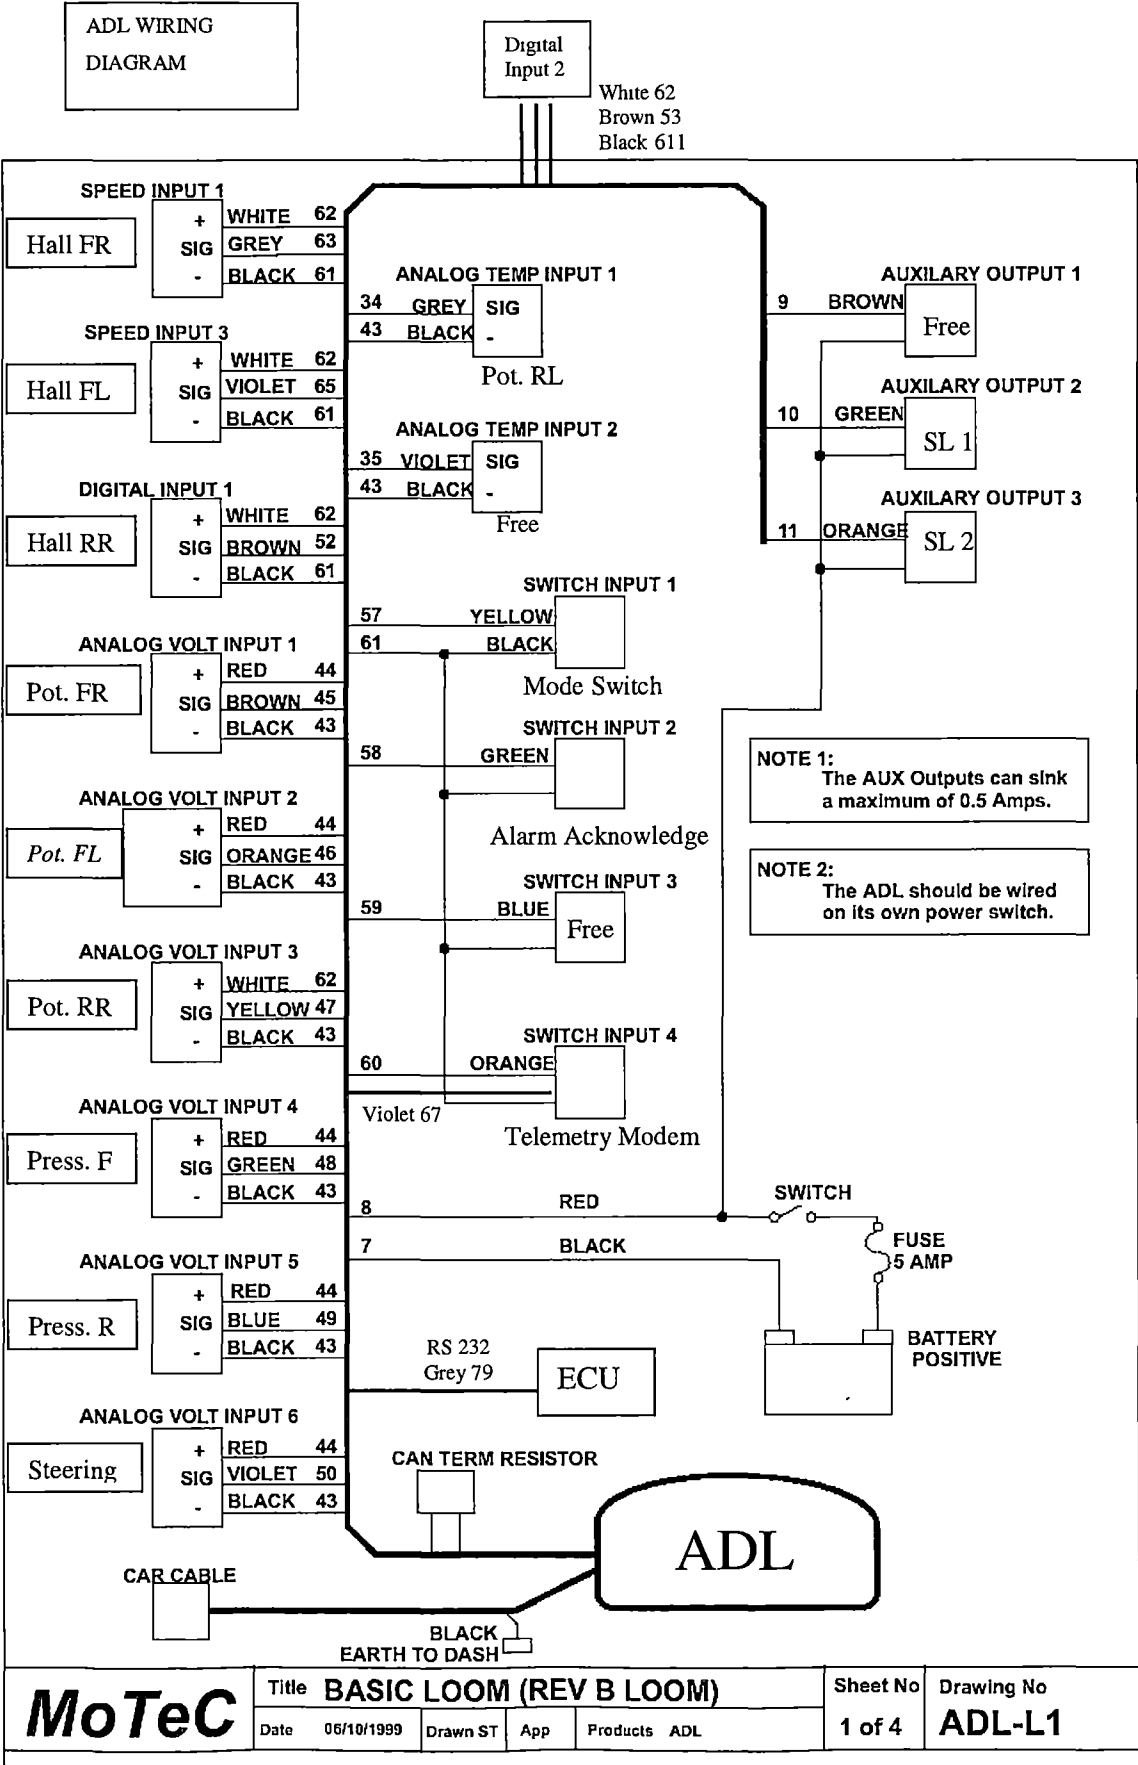 ADL WIRING
DIAGRAM
Digital
Input 2
White 62
Brown 53
Black 611
SPEED INPUT 1
Hall FR
+ WHITE 62
SIG GREY 63
- BLACK 61
SPEED INPUT 3
Hall FL
+ WHITE 62
SIG VIOLET 65
- BLACK 61
DIGITAL INPUT 1
Hall RR
+ WHITE 62
SIG BROWN 52
- BLACK 61
ANALOG VOLT INPUT 1
Pot. FR
+ RED 44
SIG BROWN 45
- BLACK 43
ANALOG VOLT INPUT 2
Pot. FL
+ RED 44
SIG ORANGE 46
- BLACK 43
ANALOG VOLT INPUT 3
Pot. RR
+ WHITE 62
SIG YELLOW 47
- BLACK 43
ANALOG VOLT INPUT 4
Press. F
+ RED 44
SIG GREEN 48
- BLACK 43
ANALOG VOLT INPUT 5
Press. R
+ RED 44
SIG BLUE 49
- BLACK 43
ANALOG VOLT INPUT 6
Steering
+ RED 44
SIG VIOLET 50
- BLACK 43
ANALOG TEMP INPUT 1
34 GREY SIG
43 BLACK -
Pot. RL
ANALOG TEMP INPUT 2
35 VIOLET SIG
43 BLACK -
Free
SWITCH INPUT 1
57 YELLOW
61 BLACK
Mode Switch
SWITCH INPUT 2
58 GREEN
Alarm Acknowledge
SWITCH INPUT 3
59 BLUE
Free
SWITCH INPUT 4
60 ORANGE
Violet 67
Telemetry Modem
AUXILARY OUTPUT 1
9 BROWN
Free
AUXILARY OUTPUT 2
10 GREEN
SL 1
AUXILARY OUTPUT 3
11 ORANGE
SL 2
NOTE 1:
The AUX Outputs can sink
a maximum of 0.5 Amps.
NOTE 2:
The ADL should be wired
on its own power switch.
8 RED
SWITCH
7 BLACK
FUSE
5 AMP
BATTERY
POSITIVE
RS 232
Grey 79
ECU
CAN TERM RESISTOR
ADL
CAR CABLE
BLACK
EARTH TO DASH
MoTeC
Title BASIC LOOM (REV B LOOM)
Date 06/10/1999 Drawn ST App Products ADL
Sheet No
1 of 4
Drawing No
ADL-L1